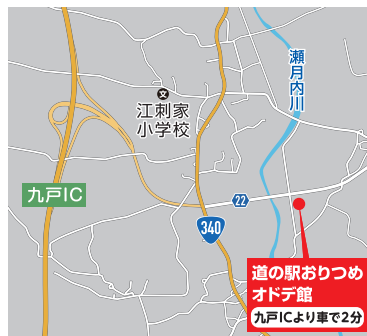 瀬月内川
文
江刺家
小学校
九戸IC
22
340
道の駅おりつめ
オドデ館
九戸ICより車で2分